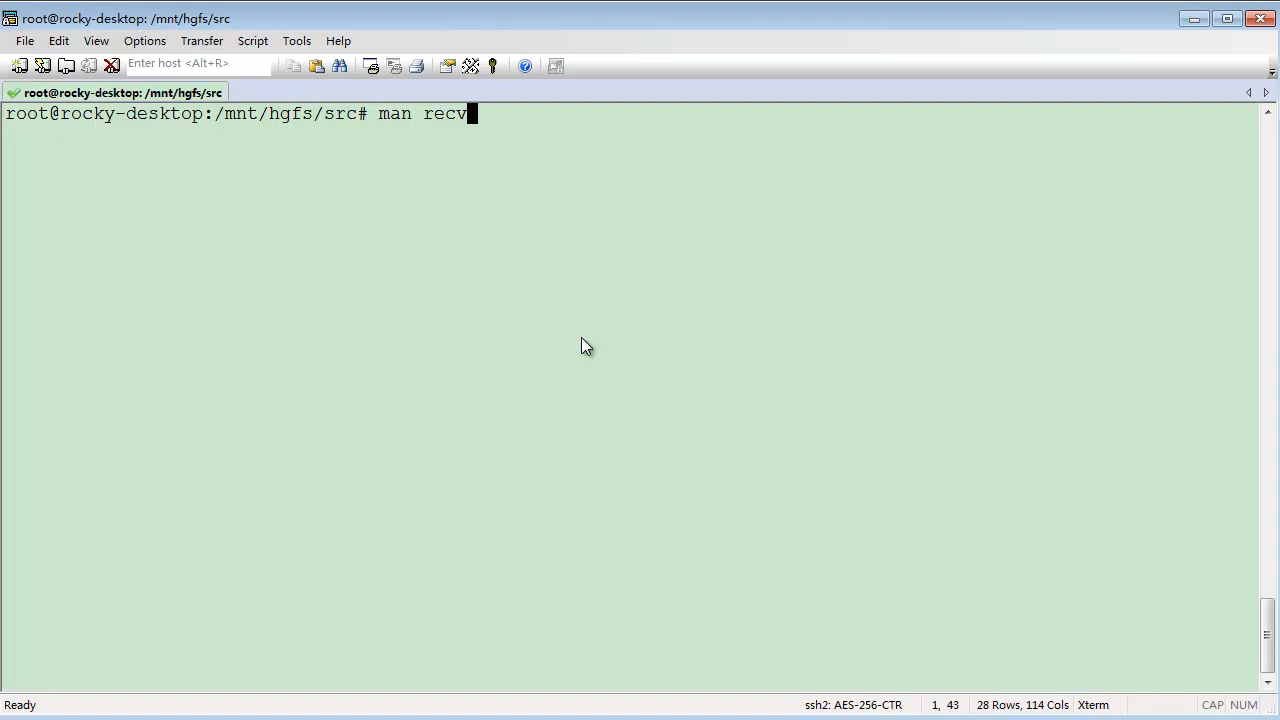 root@rocky-desktop: /mnt/hgfs/src
File Edit View Options Transfer Script Tools Help
Enter host <Alt+R>
root@rocky-desktop: /mnt/hgfs/src
root@rocky-desktop:/mnt/hgfs/src# man recv
Ready ssh2: AES-256-CTR 1, 43 28 Rows, 114 Cols Xterm CAP NUM